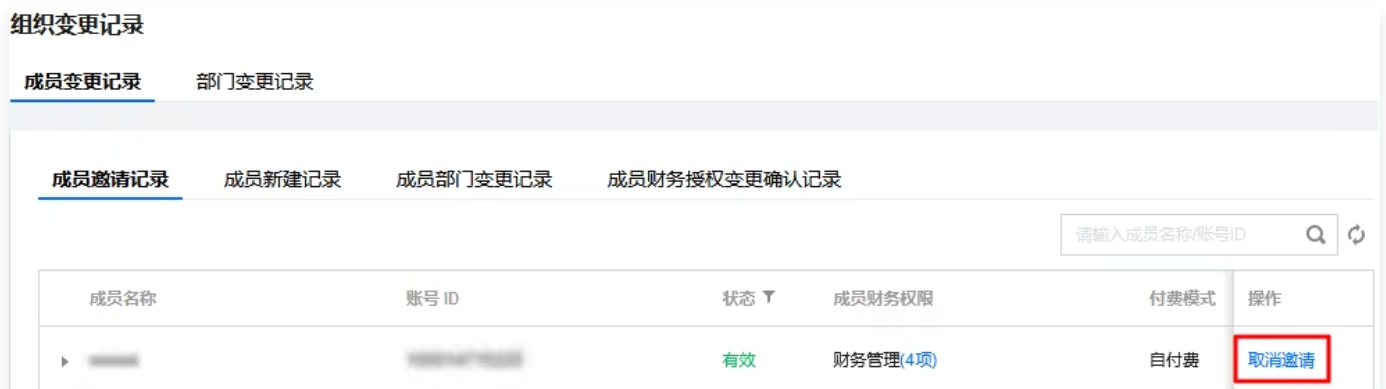 组织变更记录
成员变更记录 部门变更记录
成员邀请记录 成员新建记录 成员部门变更记录 成员财务授权变更确认记录
请输入成员名称/账号ID
成员名称 账号 ID 状态 成员财务权限 付费模式 操作
有效 财务管理(4项) 自付费 取消邀请